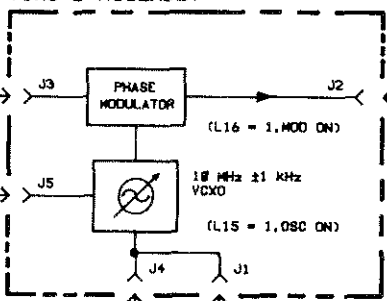 J3
PHASE
MODULATOR
J2
(L16 = 1,MOD ON)
J5
10 MHz ±1 kHz
VCXO
(L15 = 1,OSC ON)
J4
J1